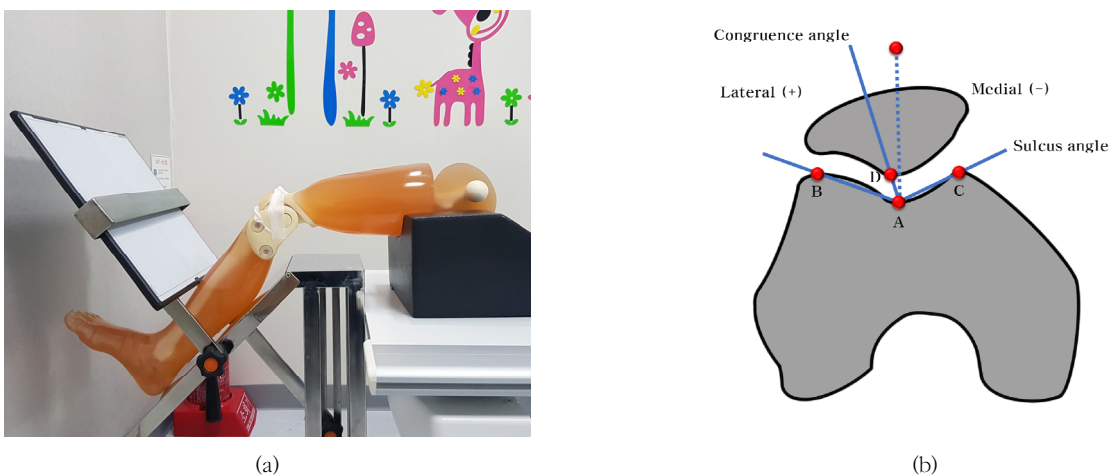 Congruence angle
Lateral (+)
Medial (-)
Sulcus angle
D
B
C
A
(a)
(b)